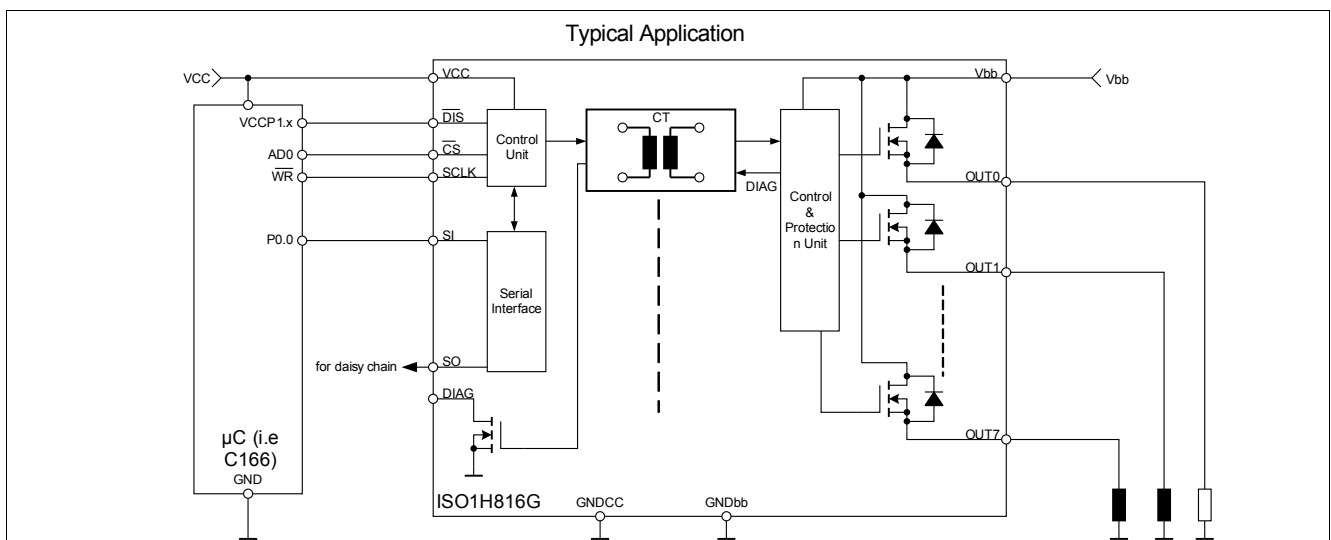 Typical Application
VCC
VCC
Vbb
Vbb
VCCP1.x
DIS
CT
AD0
CS
Control
Unit
WR
SCLK
DIAG
OUT0
Control
&
Protectio
n Unit
P0.0
SI
OUT1
Serial
Interface
for daisy chain
SO
DIAG
OUT7
µC (i.e
C166)
GND
ISO1H816G
GNDCC
GNDbb